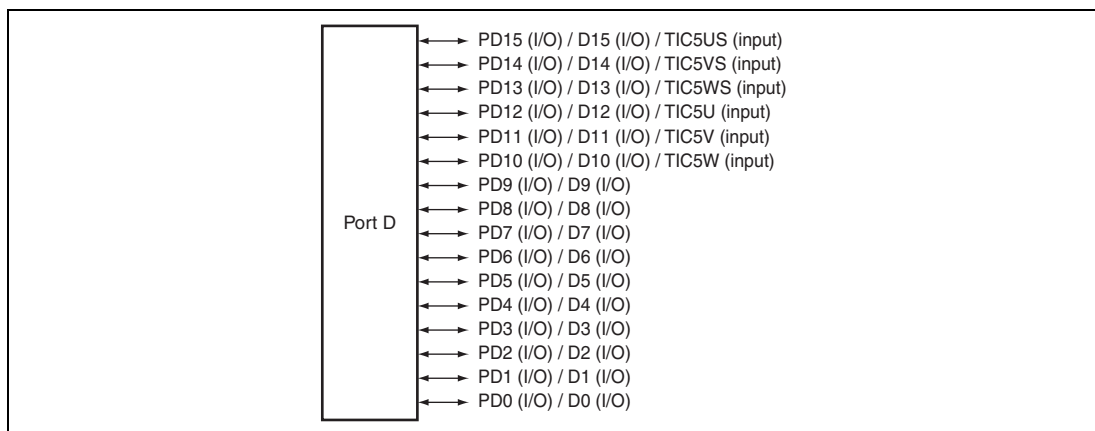 PD15 (I/O) / D15 (I/O) / TIC5US (input)
PD14 (I/O) / D14 (I/O) / TIC5VS (input)
PD13 (I/O) / D13 (I/O) / TIC5WS (input)
PD12 (I/O) / D12 (I/O) / TIC5U (input)
PD11 (I/O) / D11 (I/O) / TIC5V (input)
PD10 (I/O) / D10 (I/O) / TIC5W (input)
PD9 (I/O) / D9 (I/O)
PD8 (I/O) / D8 (I/O)
Port D
PD7 (I/O) / D7 (I/O)
PD6 (I/O) / D6 (I/O)
PD5 (I/O) / D5 (I/O)
PD4 (I/O) / D4 (I/O)
PD3 (I/O) / D3 (I/O)
PD2 (I/O) / D2 (I/O)
PD1 (I/O) / D1 (I/O)
PD0 (I/O) / D0 (I/O)